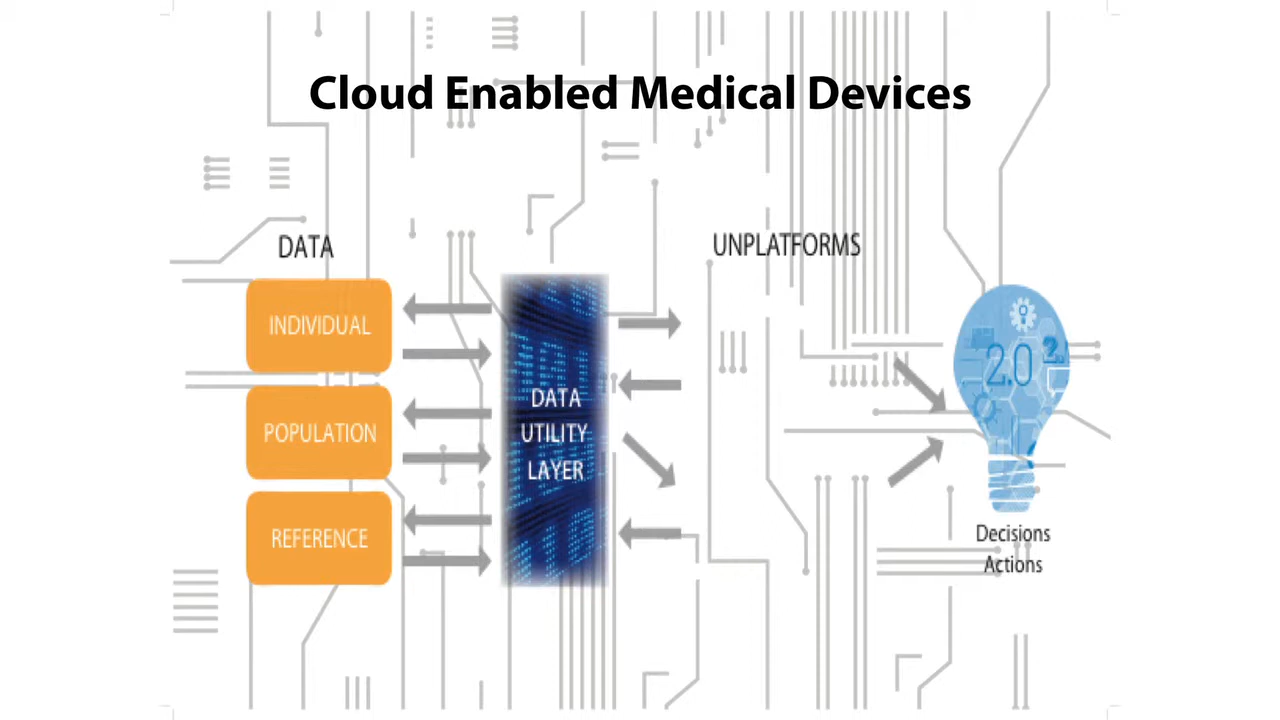 Cloud Enabled Medical Devices
DATA
UNPLATFORMS
INDIVIDUAL
POPULATION
REFERENCE
DATA
UTILITY
LAYER
2.0
Decisions
Actions